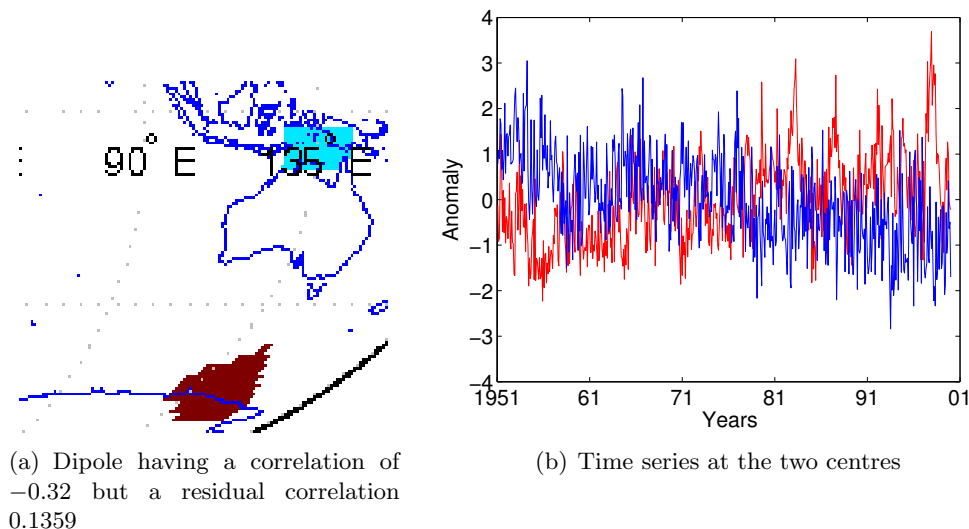 90° E
135° E
4
3
2
1
0
−1
−2
−3
−4
Anomaly
1951
61
71
81
91
01
Years
(a) Dipole having a correlation of
−0.32 but a residual correlation
0.1359
(b) Time series at the two centres